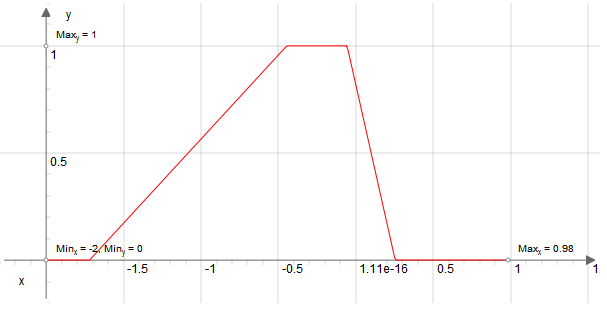 y
Maxy = 1
1
0.5
Minx = -2, Miny = 0
Maxx = 0.98
-1.5 -1 -0.5 1.11e-16 0.5 1 1
x